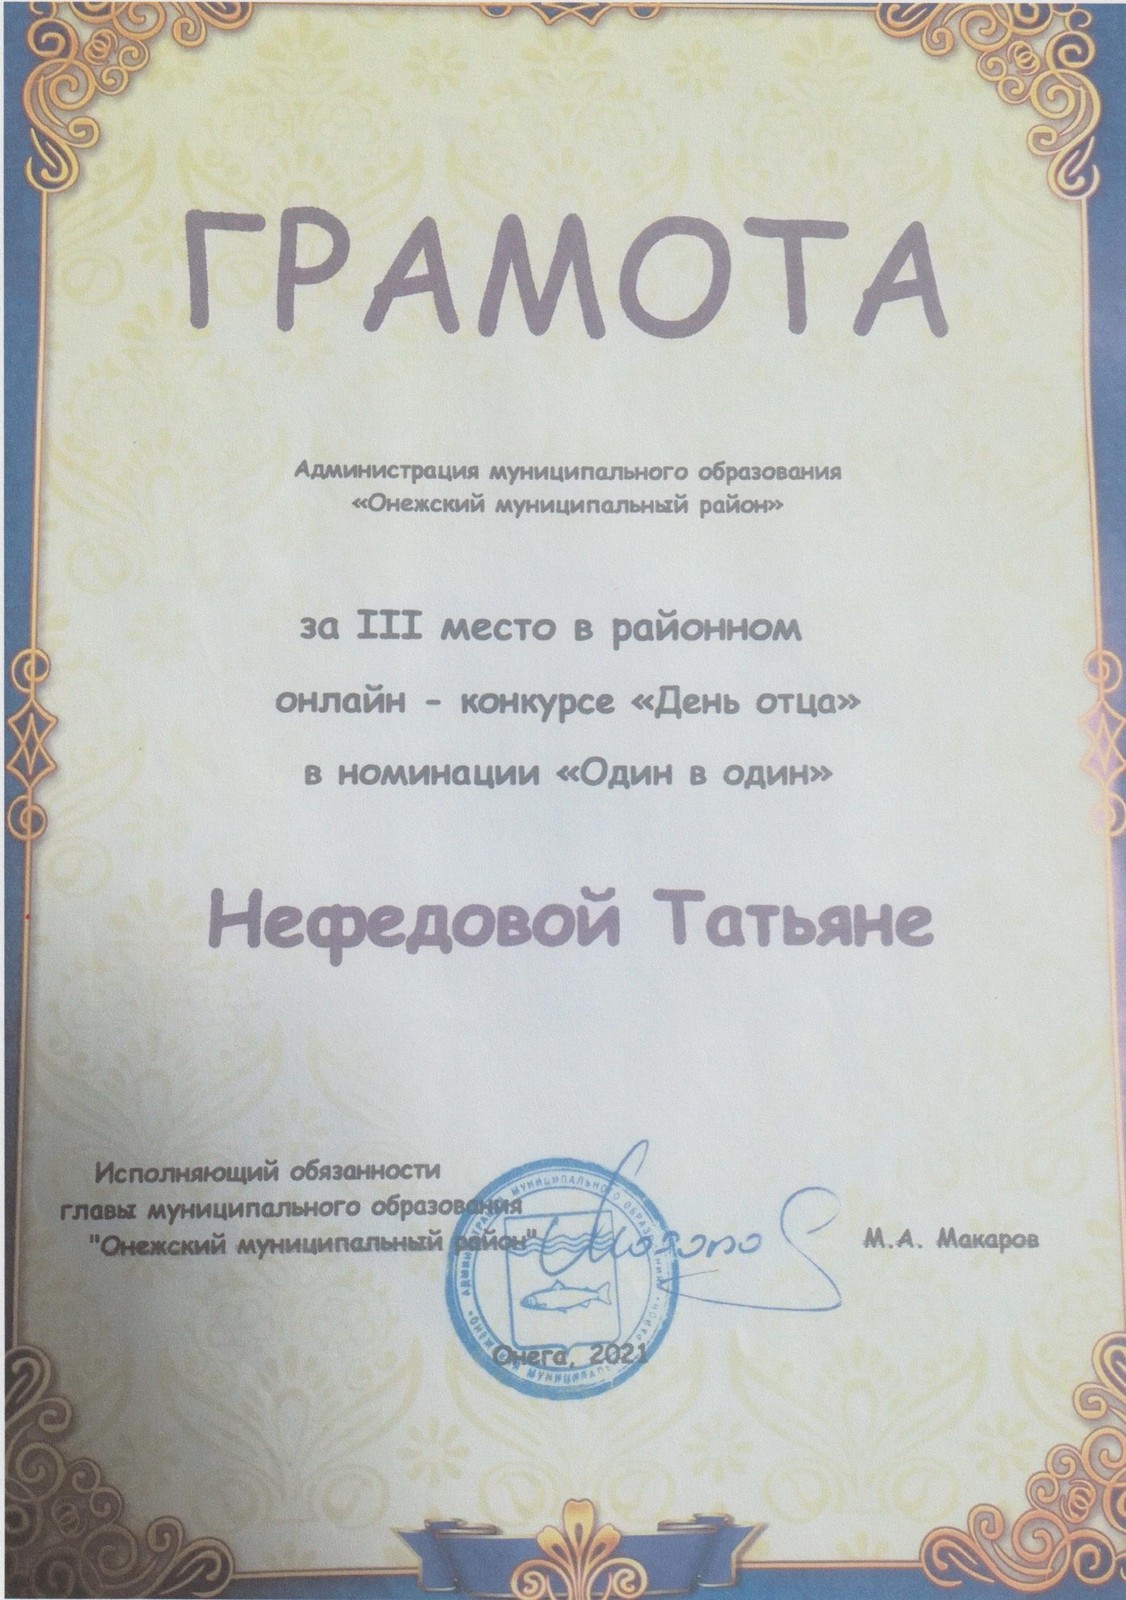 ГРАМОТА
Администрация муниципального образования
«Онежский муниципальный район»
за III место в районном
онлайн - конкурсе «День отца»
в номинации «Один в один»
Нефедовой Татьяне
Исполняющий обязанности
главы муниципального образования
"Онежский муниципальный район"
М.А. Макаров
Онега, 2021